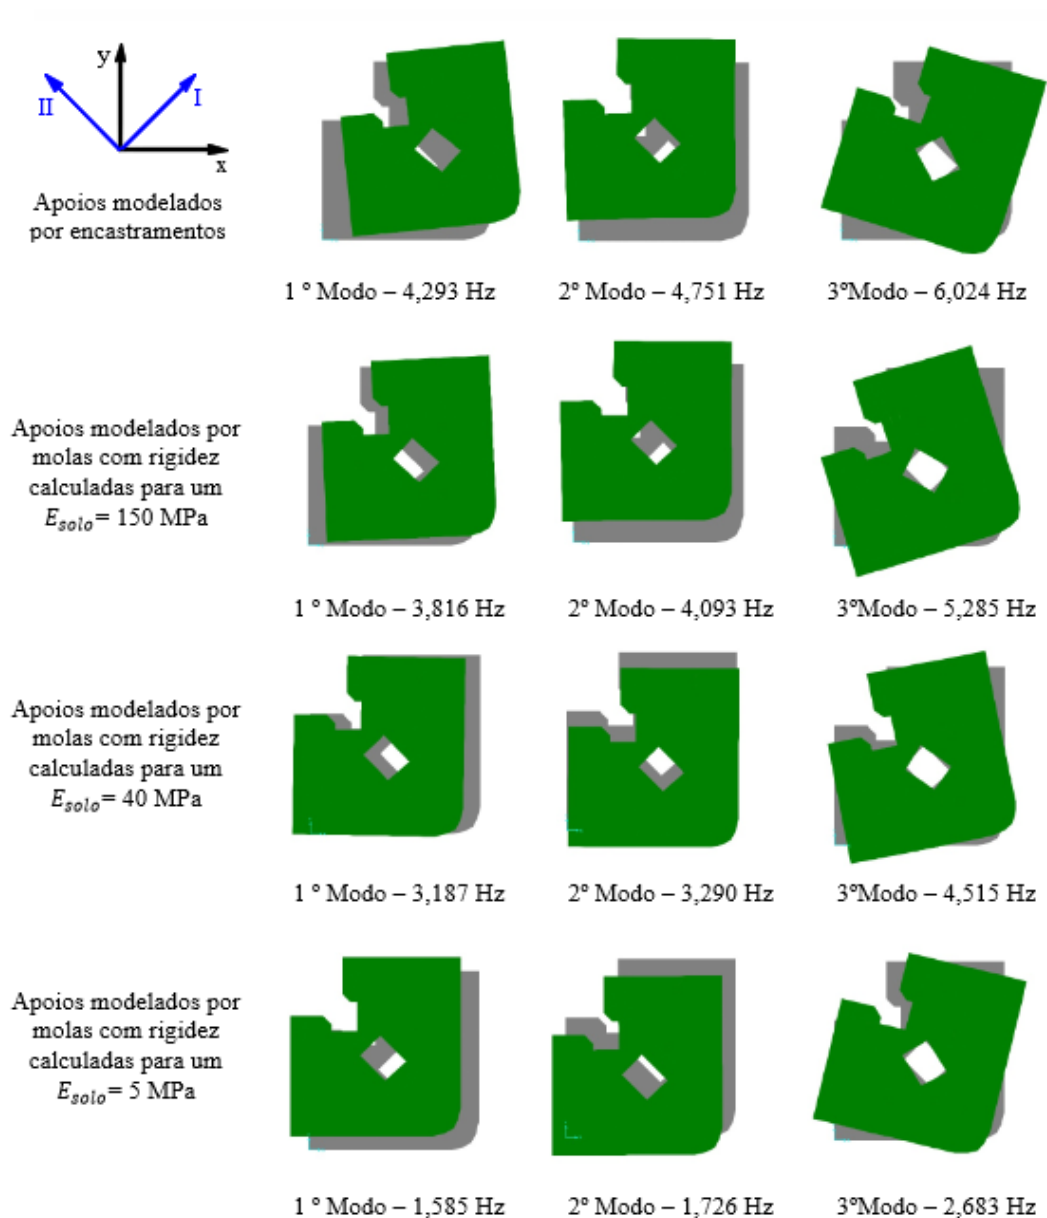 y
II
I
x
Apoios modelados
por encastramentos
1 º Modo – 4,293 Hz
2º Modo – 4,751 Hz
3ºModo – 6,024 Hz
Apoios modelados por
molas com rigidez
calculadas para um
E_solo= 150 MPa
1 º Modo – 3,816 Hz
2º Modo – 4,093 Hz
3ºModo – 5,285 Hz
Apoios modelados por
molas com rigidez
calculadas para um
E_solo= 40 MPa
1 º Modo – 3,187 Hz
2º Modo – 3,290 Hz
3ºModo – 4,515 Hz
Apoios modelados por
molas com rigidez
calculadas para um
E_solo= 5 MPa
1 º Modo – 1,585 Hz
2º Modo – 1,726 Hz
3ºModo – 2,683 Hz